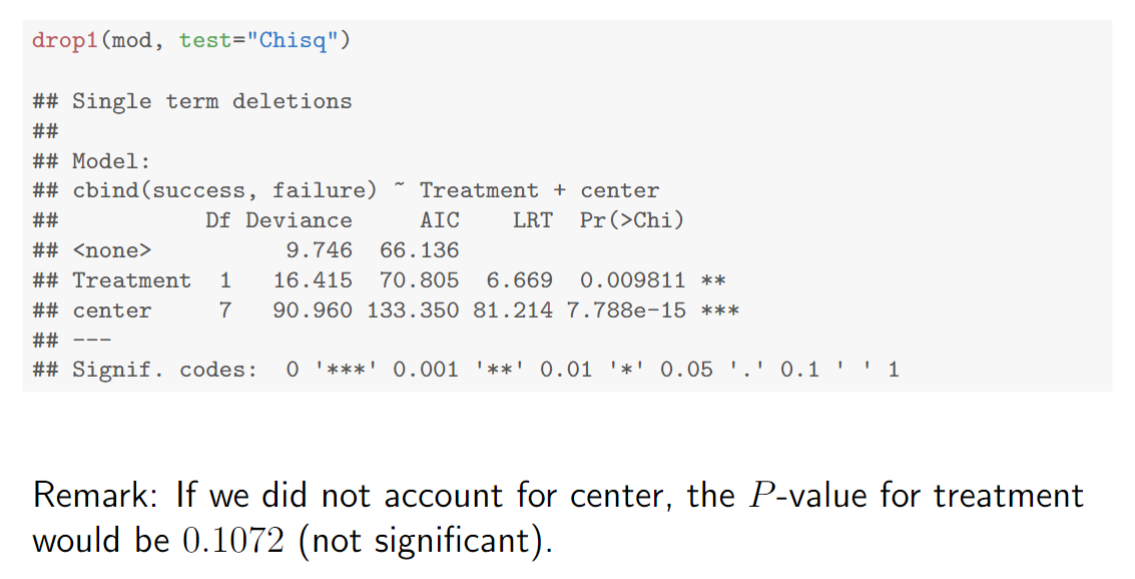 drop1(mod, test="Chisq")
## Single term deletions
##
## Model:
## cbind(success, failure) ~ Treatment + center
##           Df Deviance     AIC    LRT  Pr(>Chi)
## <none>          9.746  66.136
## Treatment  1   16.415  70.805  6.669  0.009811 **
## center     7   90.960 133.350 81.214 7.788e-15 ***
## ---
## Signif. codes:  0 '***' 0.001 '**' 0.01 '*' 0.05 '.' 0.1 ' ' 1
Remark: If we did not account for center, the P-value for treatment
would be 0.1072 (not significant).